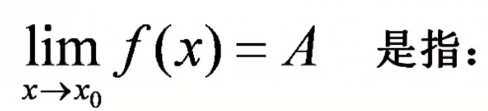 lim f(x) = A 是指：
x→x₀